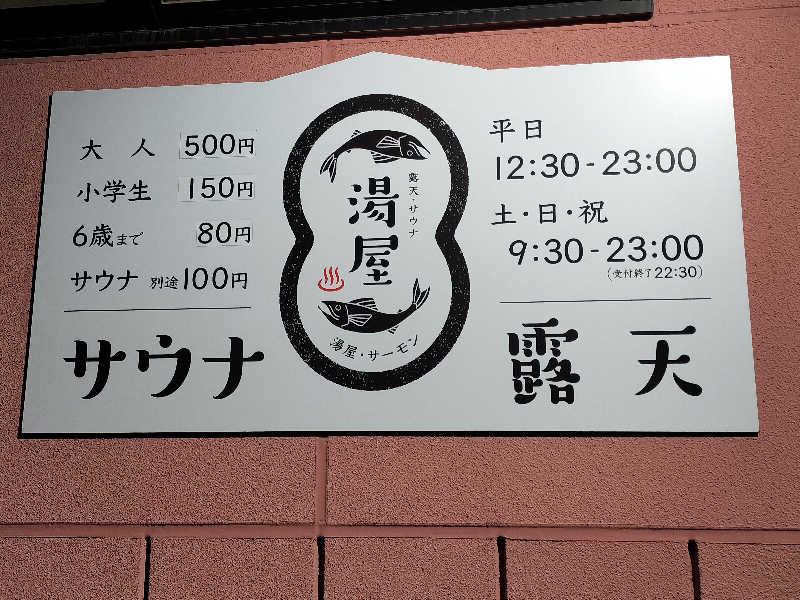 大人 500円
小学生 150円
6歳まで 80円
サウナ 別途100円
サウナ
露天・サウナ
湯屋
湯屋・サーモン
平日
12:30-23:00
土・日・祝
9:30-23:00
(受付終了22:30)
露天